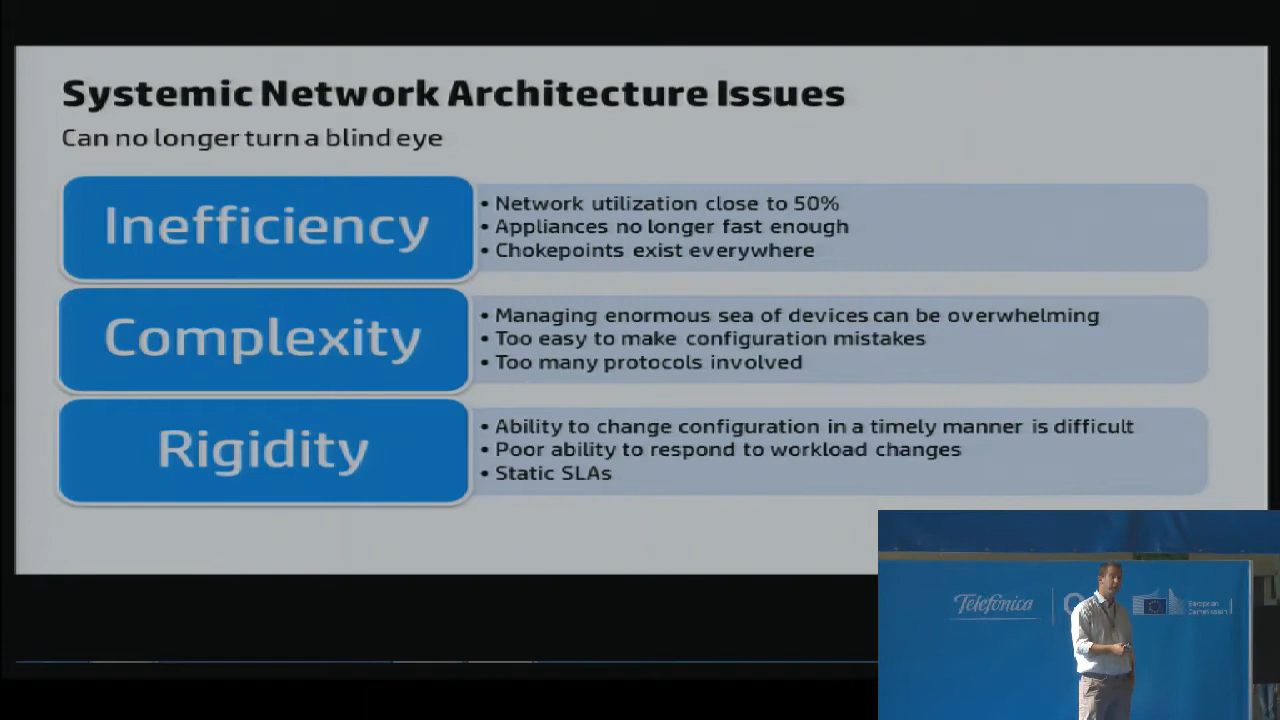 Systemic Network Architecture Issues
Can no longer turn a blind eye
Inefficiency
• Network utilization close to 50%
• Appliances no longer fast enough
• Chokepoints exist everywhere
Complexity
• Managing enormous sea of devices can be overwhelming
• Too easy to make configuration mistakes
• Too many protocols involved
Rigidity
• Ability to change configuration in a timely manner is difficult
• Poor ability to respond to workload changes
• Static SLAs
Telefónica
European
Commission